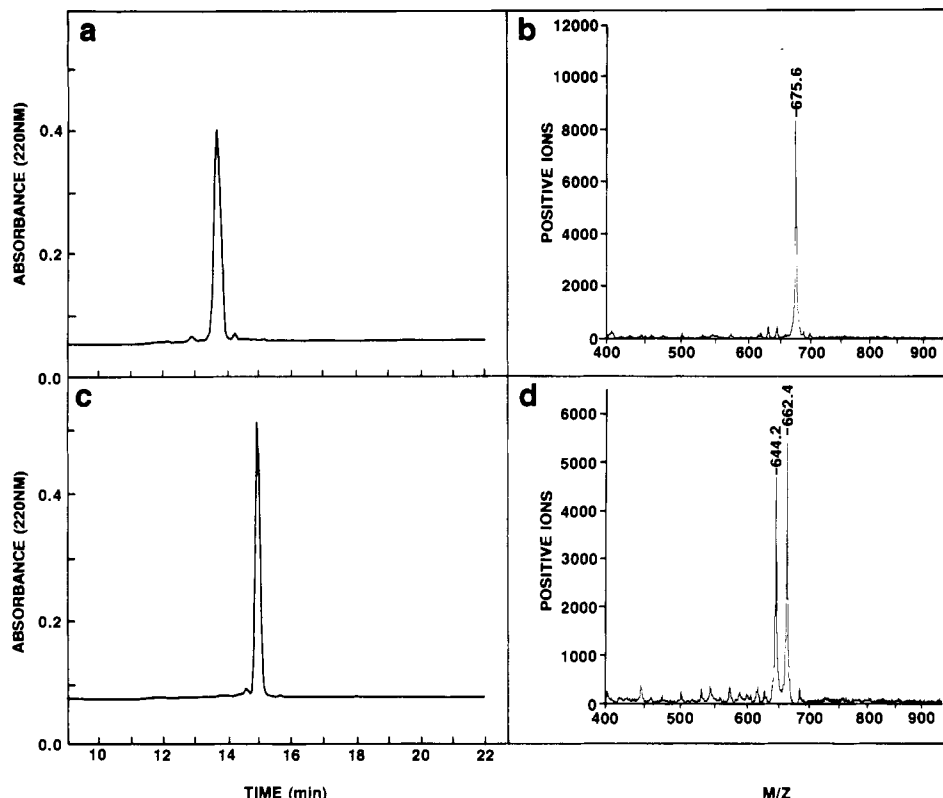 a
ABSORBANCE (220NM)
0.4
0.2
0.0
b
POSITIVE IONS
12000
10000
8000
6000
4000
2000
0
675.6
400 500 600 700 800 900
c
ABSORBANCE (220NM)
0.4
0.2
0.0
10 12 14 16 18 20 22
TIME (min)
d
POSITIVE IONS
6000
5000
4000
3000
2000
1000
0
644.2
662.4
400 500 600 700 800 900
M/Z